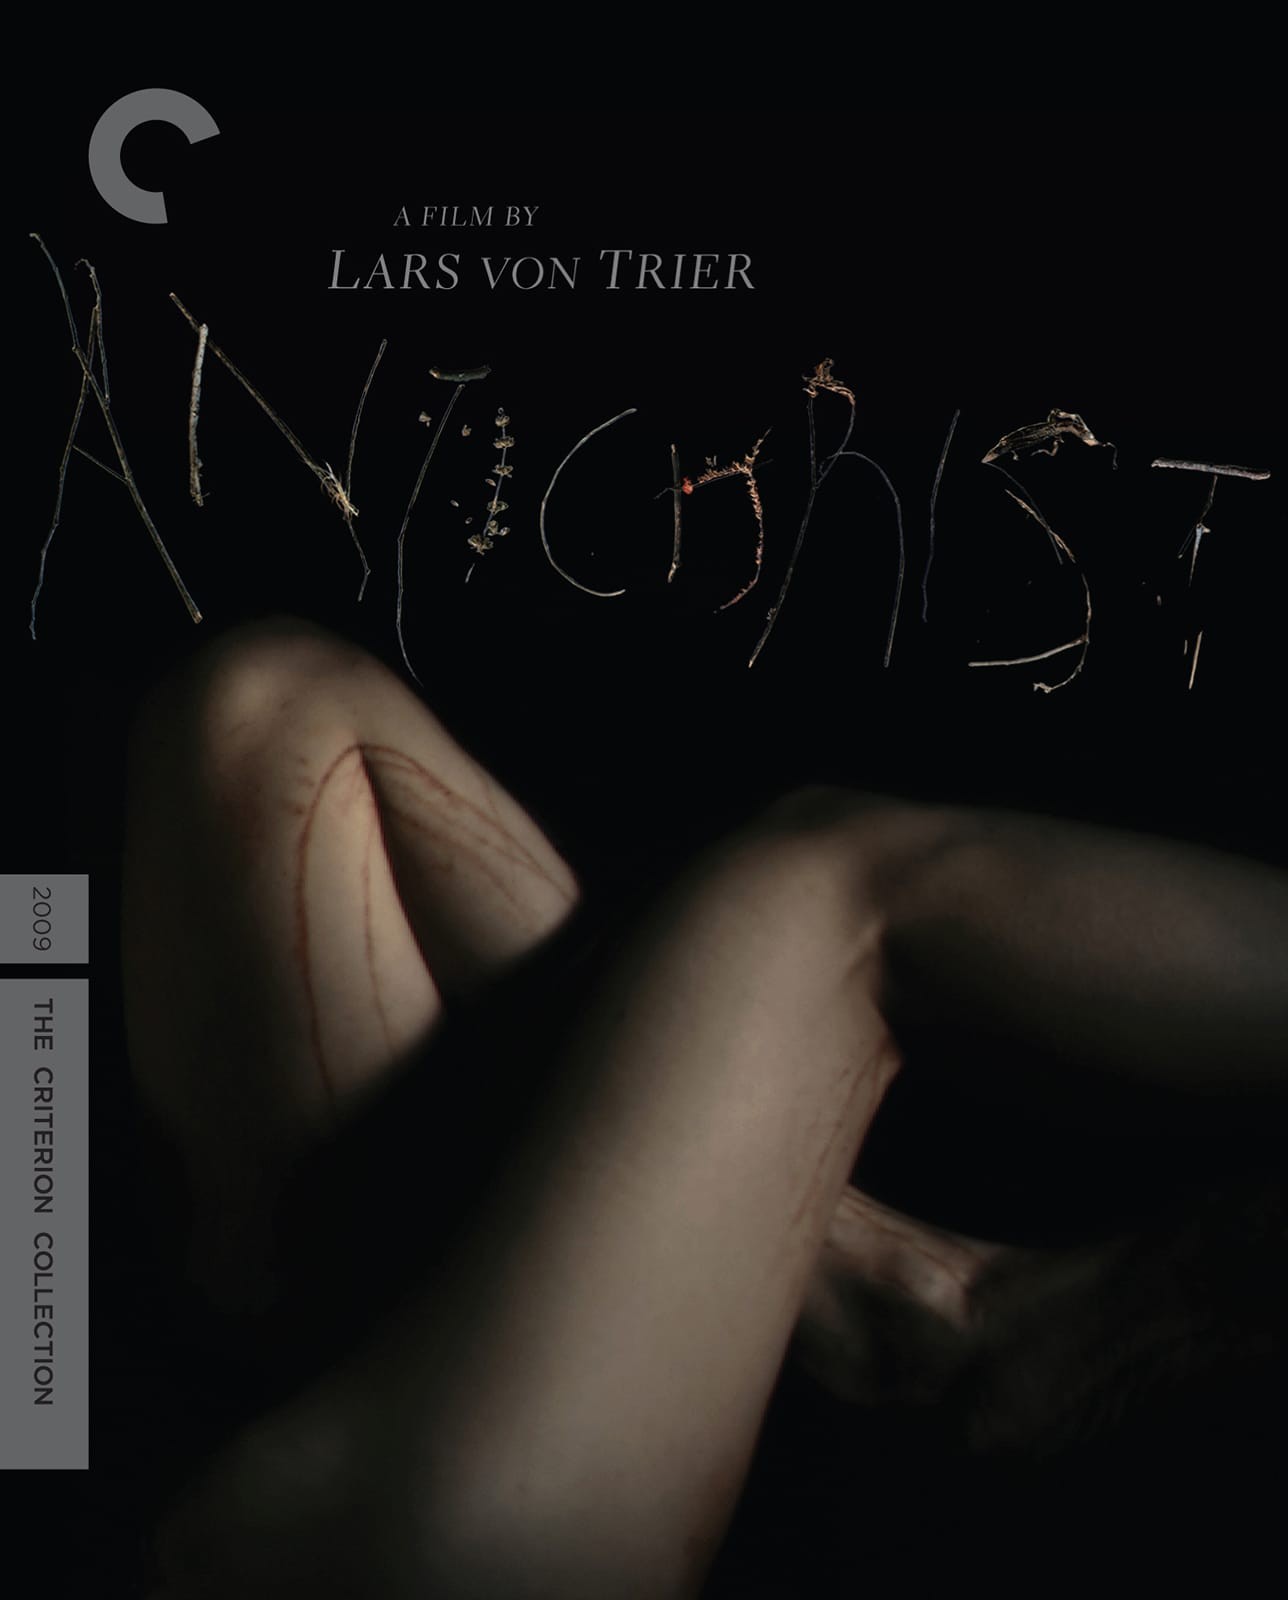 A FILM BY
LARS VON TRIER
ANTICHRIST
2009
THE CRITERION COLLECTION